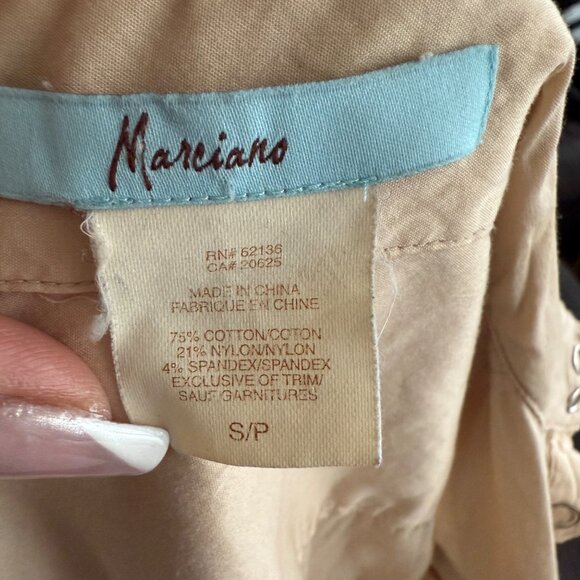 Marciano
RN# 62136
CA# 20625
MADE IN CHINA
FABRIQUE EN CHINE
75% COTTON/COTON
21% NYLON/NYLON
4% SPANDEX/SPANDEX
EXCLUSIVE OF TRIM/
SAUF GARNITURES
S/P